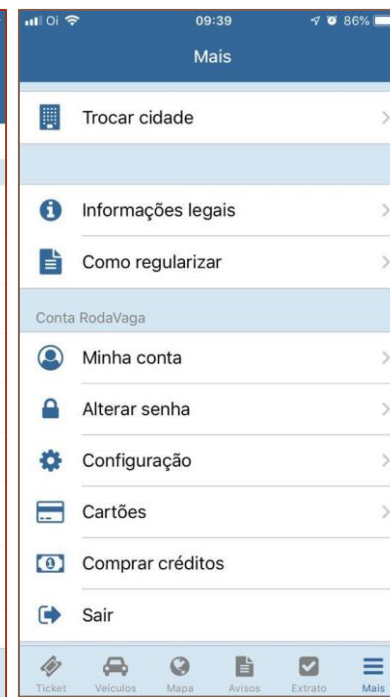 Oi 09:39 86%
Mais
Trocar cidade
Informações legais
Como regularizar
Conta RodaVaga
Minha conta
Alterar senha
Configuração
Cartões
Comprar créditos
Sair
Ticket Veículos Mapa Avisos Extrato Mais